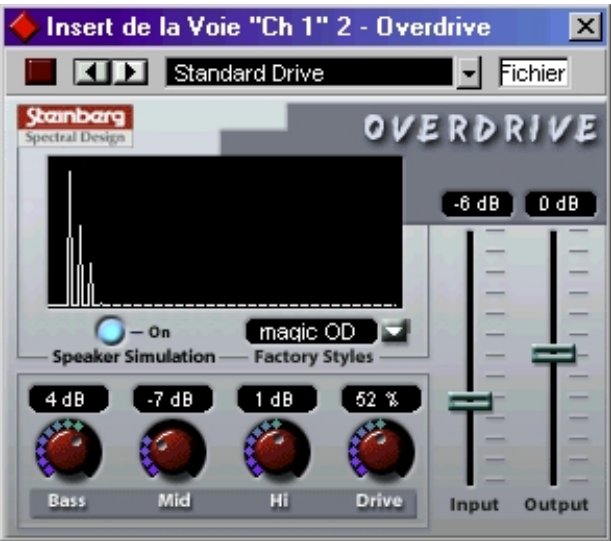 Insert de la Voie "Ch 1" 2 - Overdrive
Standard Drive
Fichier
Steinberg
Spectral Design
OVERDRIVE
-6 dB
0 dB
On
magic OD
Speaker Simulation
Factory Styles
4 dB
-7 dB
1 dB
52 %
Bass
Mid
Hi
Drive
Input
Output